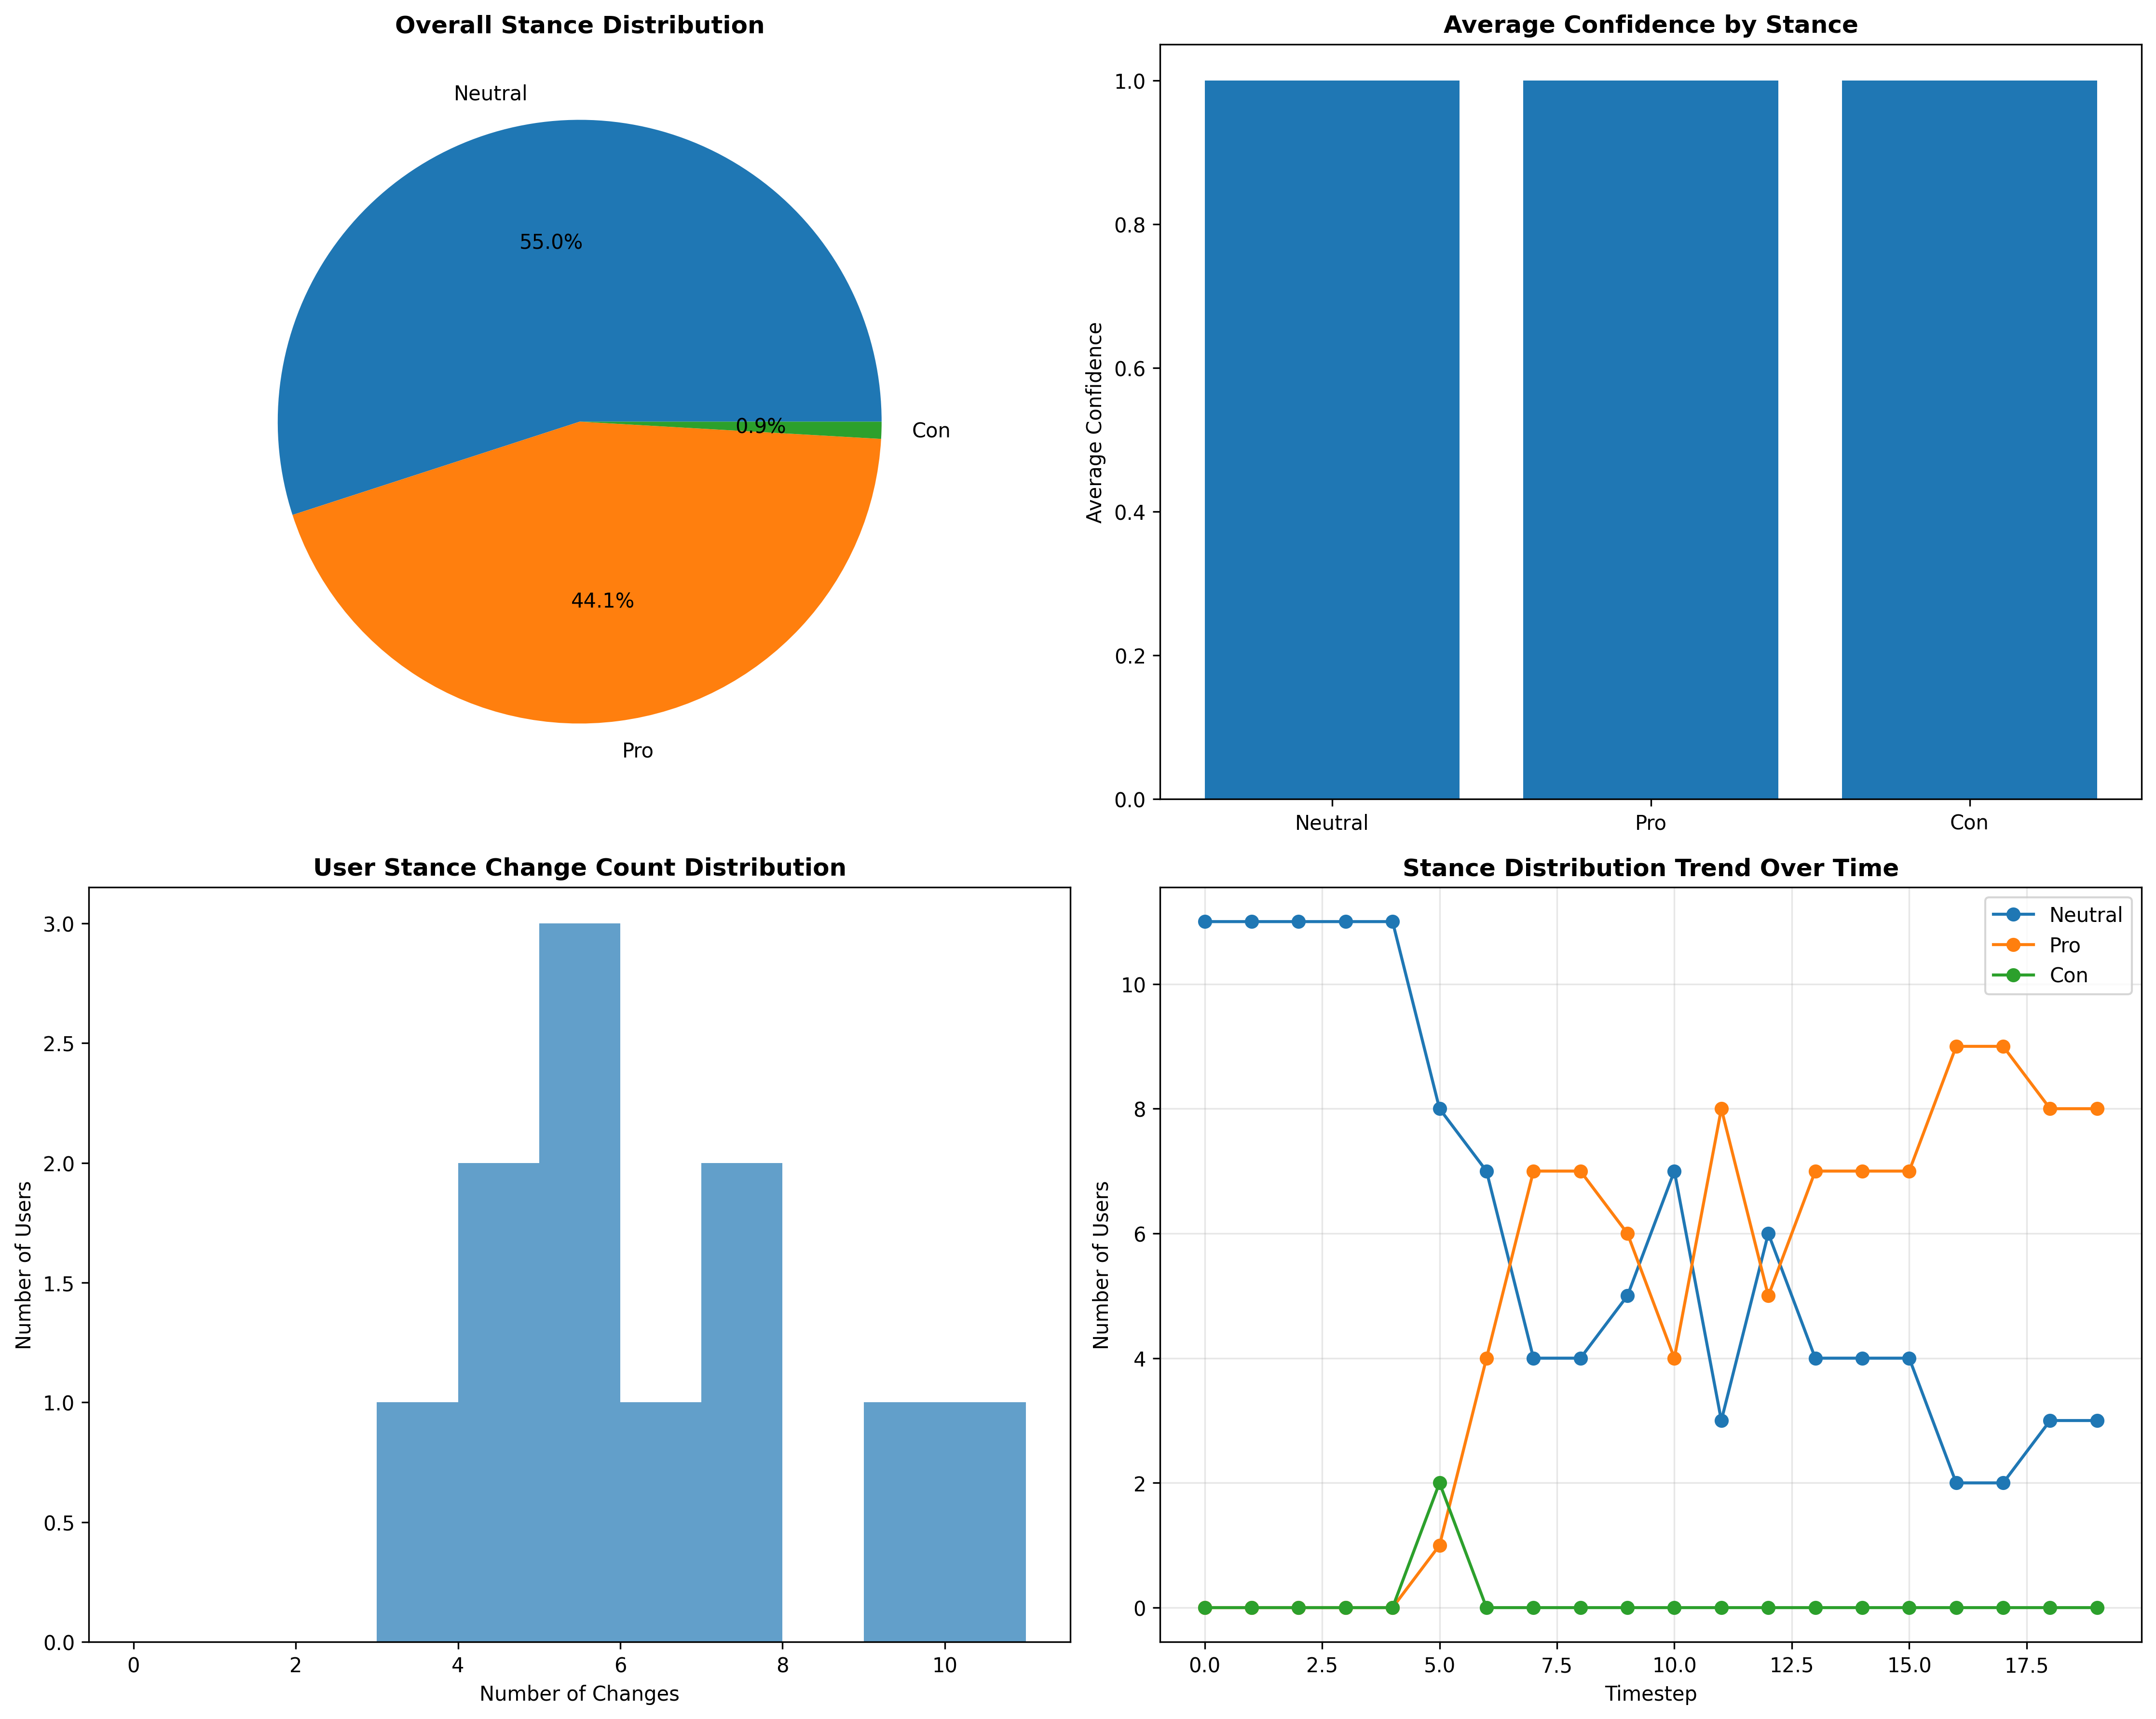 Overall Stance Distribution
Neutral
55.0%
0.9%
Con
44.1%
Pro
Average Confidence by Stance
Average Confidence
1.0
0.8
0.6
0.4
0.2
0.0
Neutral Pro Con
User Stance Change Count Distribution
Number of Users
3.0
2.5
2.0
1.5
1.0
0.5
0.0
0 2 4 6 8 10
Number of Changes
Stance Distribution Trend Over Time
Neutral
Pro
Con
Number of Users
10
8
6
4
2
0
0.0 2.5 5.0 7.5 10.0 12.5 15.0 17.5
Timestep